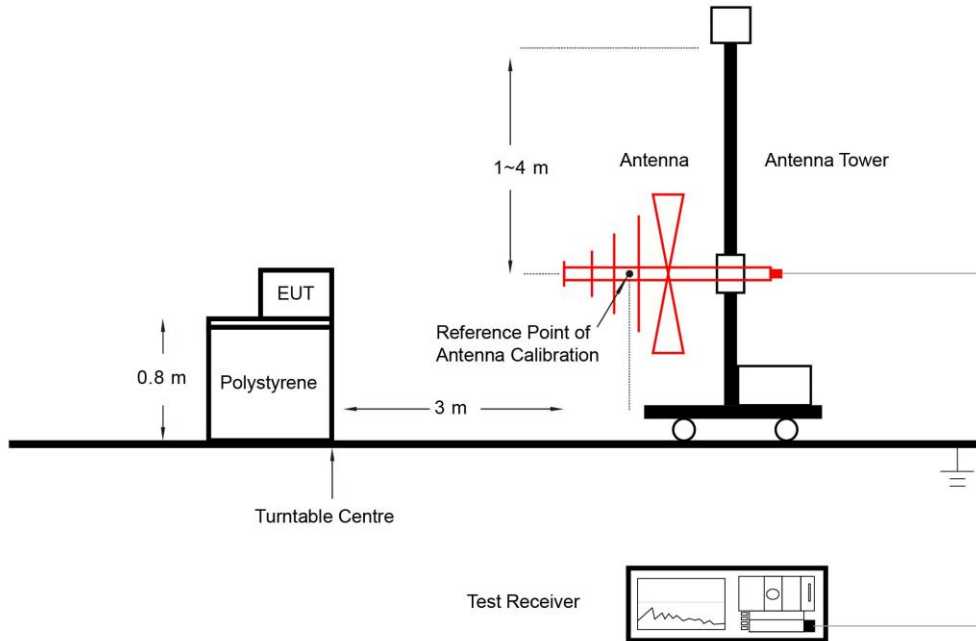 1~4 m
Antenna
Antenna Tower
EUT
Reference Point of
Antenna Calibration
0.8 m
Polystyrene
3 m
Turntable Centre
Test Receiver